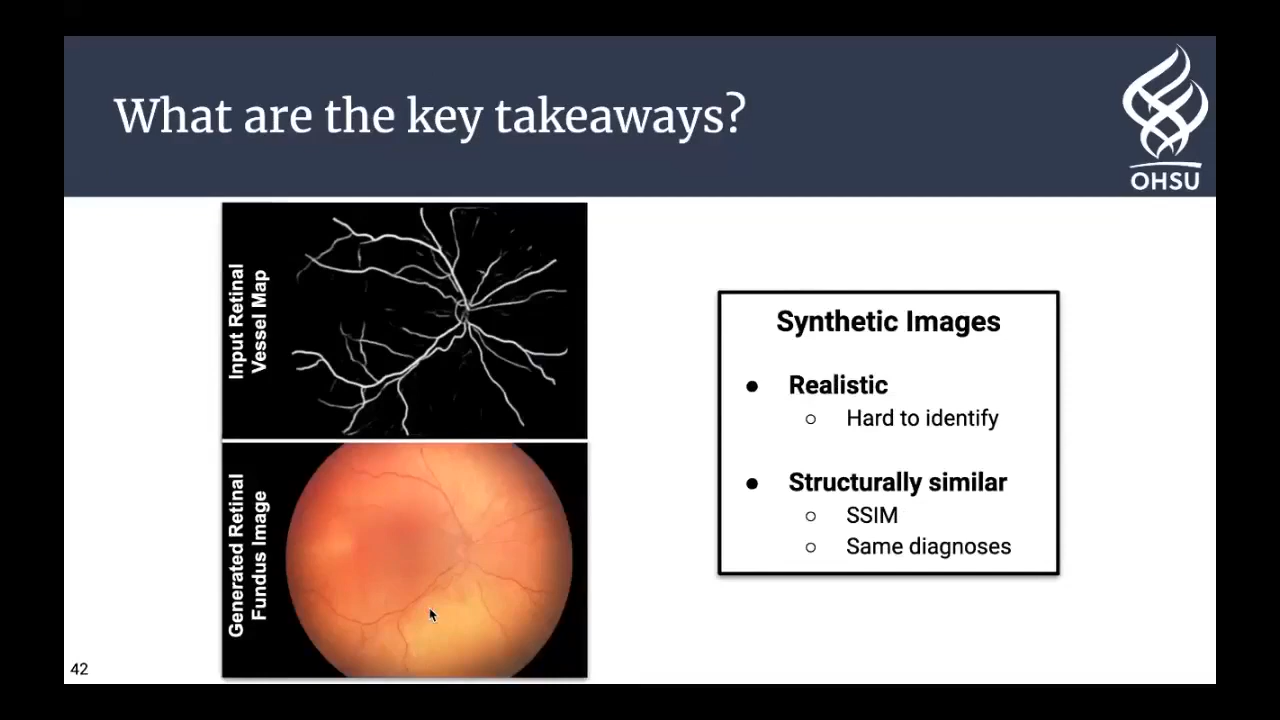 What are the key takeaways?
OHSU
Input Retinal
Vessel Map
Generated Retinal
Fundus Image
Synthetic Images
● Realistic
○ Hard to identify
● Structurally similar
○ SSIM
○ Same diagnoses
42